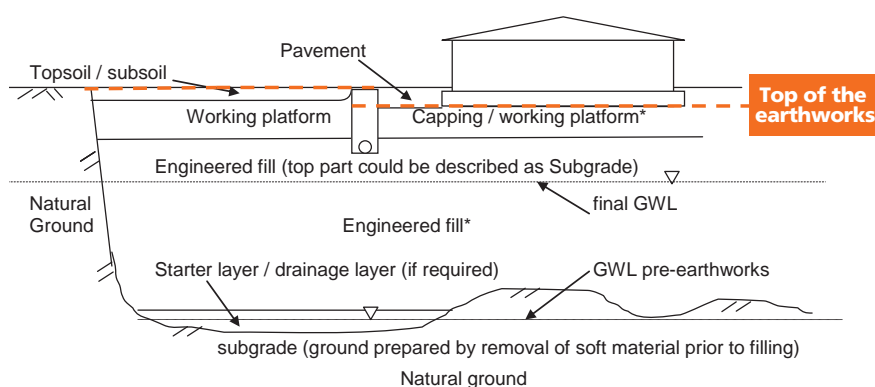 Pavement
Topsoil / subsoil
Top of the
earthworks
Working platform
Capping / working platform*
Engineered fill (top part could be described as Subgrade)
Natural
Ground
final GWL
Engineered fill*
Starter layer / drainage layer (if required)
GWL pre-earthworks
subgrade (ground prepared by removal of soft material prior to filling)
Natural ground